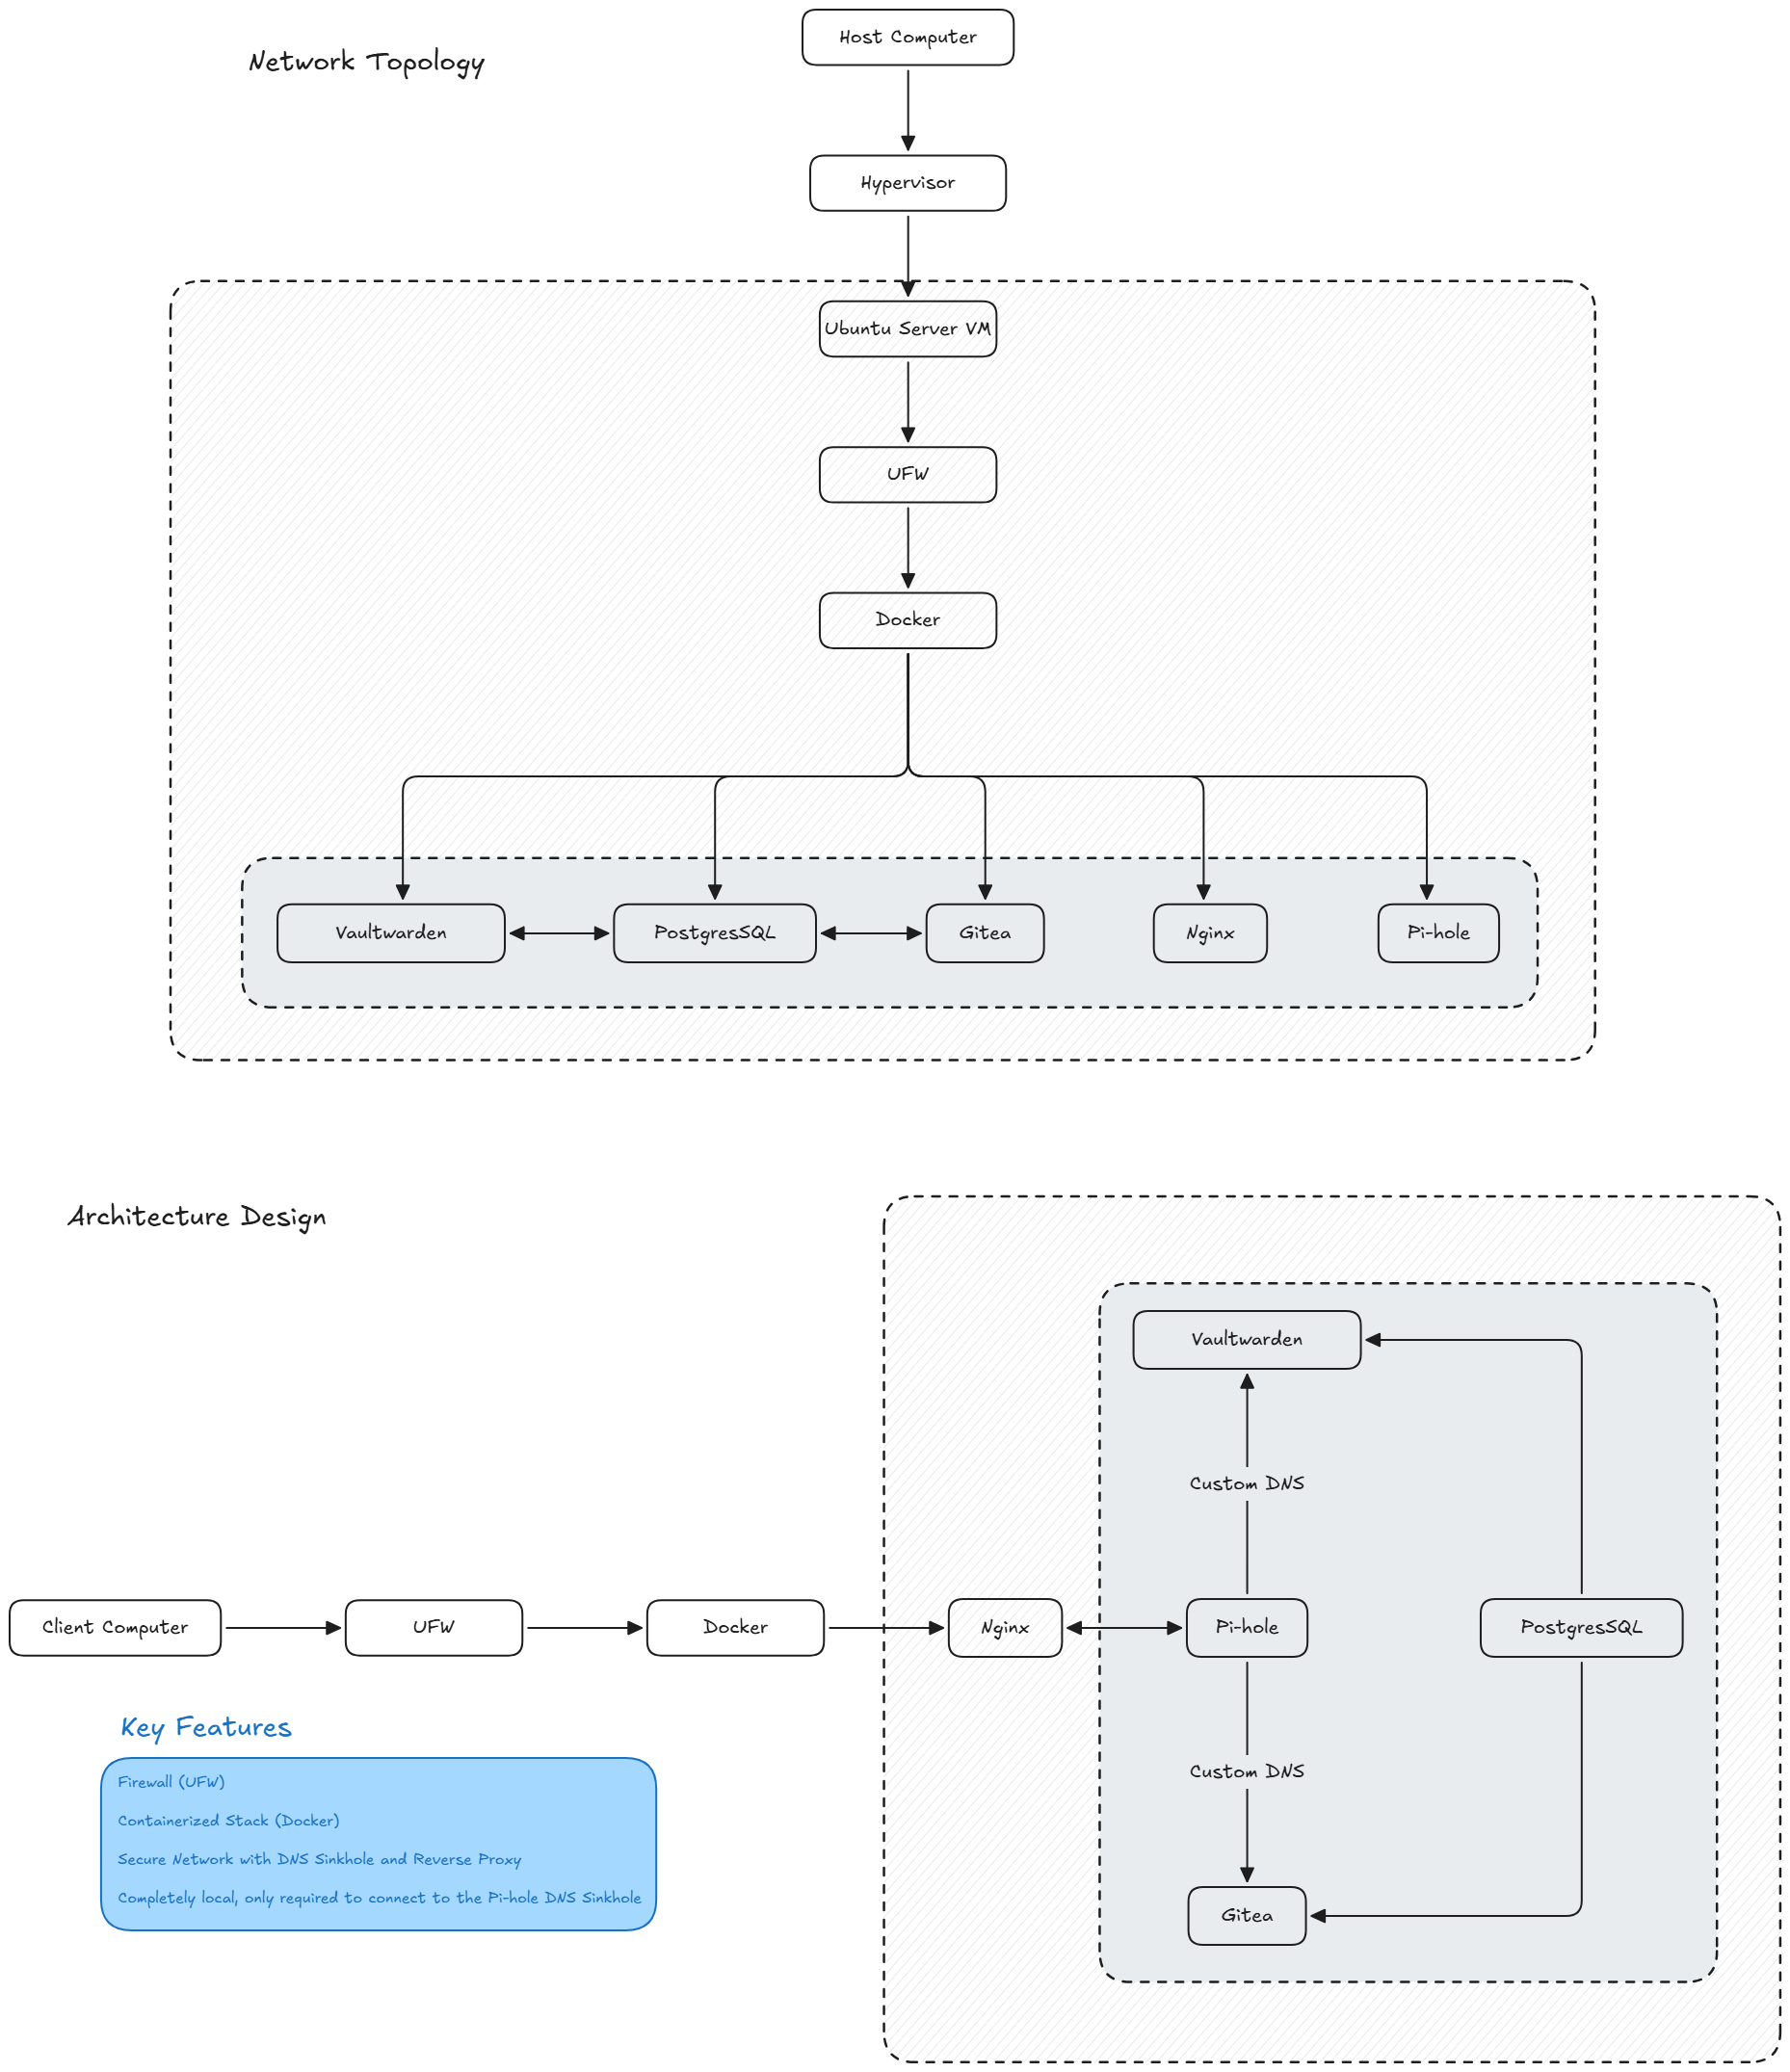 Network Topology
Host Computer
Hypervisor
Ubuntu Server VM
UFW
Docker
Vaultwarden
PostgresSQL
Gitea
Nginx
Pi-hole
Architecture Design
Vaultwarden
Custom DNS
Client Computer
UFW
Docker
Nginx
Pi-hole
PostgresSQL
Custom DNS
Gitea
Key Features
Firewall (UFW)
Containerized Stack (Docker)
Secure Network with DNS Sinkhole and Reverse Proxy
Completely local, only required to connect to the Pi-hole DNS Sinkhole